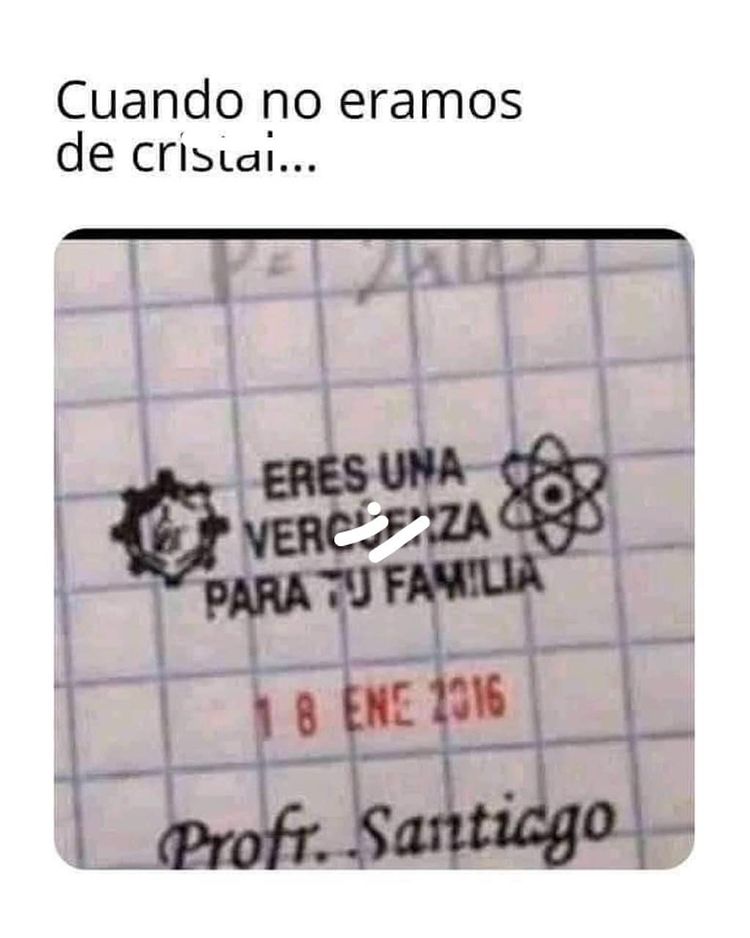 Cuando no eramos
de cristal...
P=
ERES UNA
VERGÜENZA
PARA TU FAMILIA
18 ENE 2016
Profr. Santiago